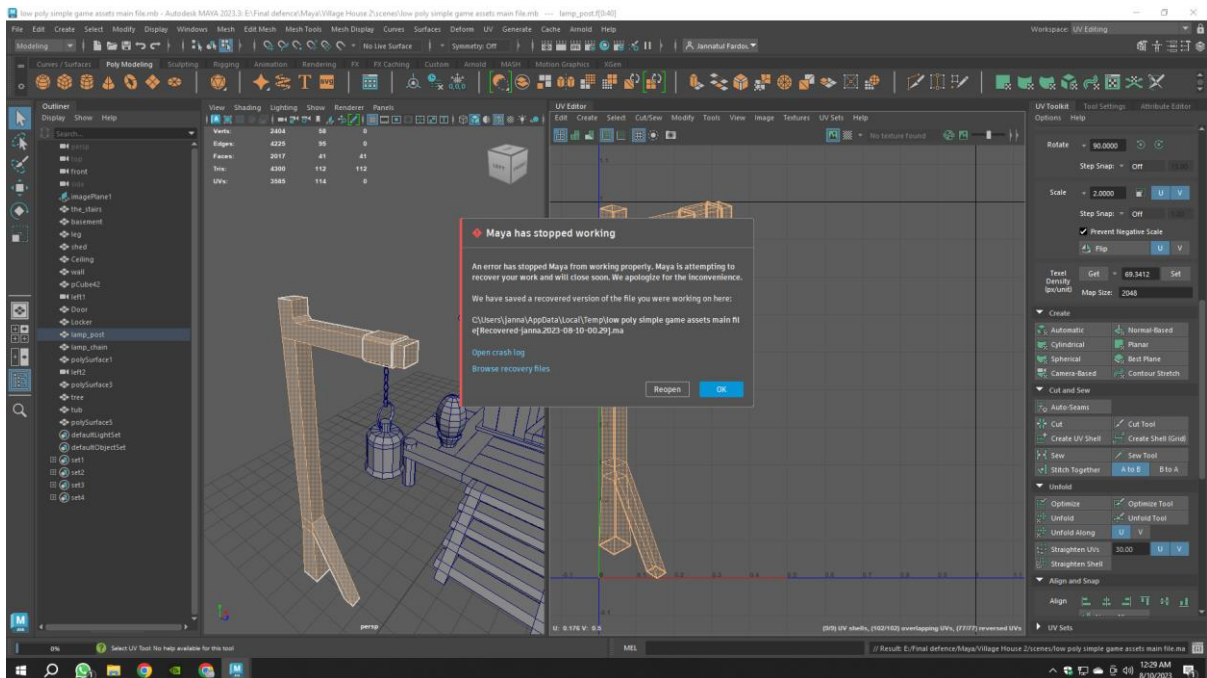 low poly simple game assets main file.mb - Autodesk MAYA 2023.3: E:\Final defence\Maya\Village House 2\scenes\low poly simple game assets main file.mb --- lamp_post.f[0:40]
File Edit Create Select Modify Display Windows Mesh Edit Mesh Mesh Tools Mesh Display Curves Surfaces Deform UV Generate Cache Arnold Help
Workspace: UV Editing
Modeling
No Live Surface
Symmetry: Off
Jannatul Fardou
Curves / Surfaces Poly Modeling Sculpting Rigging Animation Rendering FX FX Caching Custom Arnold MASH Motion Graphics XGen
Outliner
Display Show Help
Search...
persp
top
front
side
imagePlane1
the_stairs
basement
leg
shed
Ceiling
wall
pCube42
left1
Door
Locker
lamp_post
lamp_chain
polySurface1
left2
polySurface3
tree
tub
polySurface5
defaultLightSet
defaultObjectSet
set1
set2
set3
set4
View Shading Lighting Show Renderer Panels
Verts: 2404 58 0
Edges: 4225 95 0
Faces: 2017 41 41
Tris: 4300 112 112
UVs: 3585 114 0
persp
UV Editor
Edit Create Select Cut/Sew Modify Tools View Image Textures UV Sets Help
No texture found
Maya has stopped working
An error has stopped Maya from working properly. Maya is attempting to
recover your work and will close soon. We apologize for the inconvenience.
We have saved a recovered version of the file you were working on here:
C:\Users\janna\AppData\Local\Temp\low poly simple game assets main fil
e[Recovered-janna.2023-08-10-00.29].ma
Open crash log
Browse recovery files
Reopen OK
U: 0.176 V: 0.5
(0/9) UV shells, (102/102) overlapping UVs, (77/77) reversed UVs
UV Toolkit Tool Settings Attribute Editor
Options Help
Rotate 90.0000
Step Snap: Off
Scale 2.0000 U V
Step Snap: Off
Prevent Negative Scale
Flip U V
Texel
Density
(px/unit)
Get 69.3412 Set
Map Size: 2048
Create
Automatic Normal-Based
Cylindrical Planar
Spherical Best Plane
Camera-Based Contour Stretch
Cut and Sew
Auto-Seams
Cut Cut Tool
Create UV Shell Create Shell (Grid)
Sew Sew Tool
Stitch Together A to B B to A
Unfold
Optimize Optimize Tool
Unfold Unfold Tool
Unfold Along U V
Straighten UVs 30.00 U V
Straighten Shell
Align and Snap
Align
UV Sets
0%
Select UV Tool: No help available for this tool
MEL
// Result: E:/Final defence/Maya/Village House 2/scenes/low poly simple game assets main file.ma
12:29 AM
8/10/2023